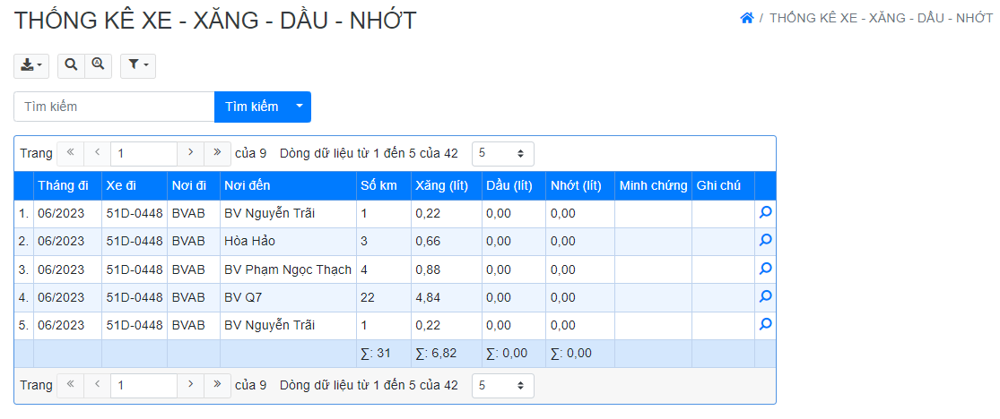 THỐNG KÊ XE - XĂNG - DẦU - NHỚT
/ THỐNG KÊ XE - XĂNG - DẦU - NHỚT
Tìm kiếm Tìm kiếm
Trang « ‹ 1 › » của 9 Dòng dữ liệu từ 1 đến 5 của 42 5
Tháng đi Xe đi Nơi đi Nơi đến Số km Xăng (lít) Dầu (lít) Nhớt (lít) Minh chứng Ghi chú
1. 06/2023 51D-0448 BVAB BV Nguyễn Trãi 1 0,22 0,00 0,00
2. 06/2023 51D-0448 BVAB Hòa Hảo 3 0,66 0,00 0,00
3. 06/2023 51D-0448 BVAB BV Phạm Ngọc Thạch 4 0,88 0,00 0,00
4. 06/2023 51D-0448 BVAB BV Q7 22 4,84 0,00 0,00
5. 06/2023 51D-0448 BVAB BV Nguyễn Trãi 1 0,22 0,00 0,00
∑: 31 ∑: 6,82 ∑: 0,00 ∑: 0,00
Trang « ‹ 1 › » của 9 Dòng dữ liệu từ 1 đến 5 của 42 5